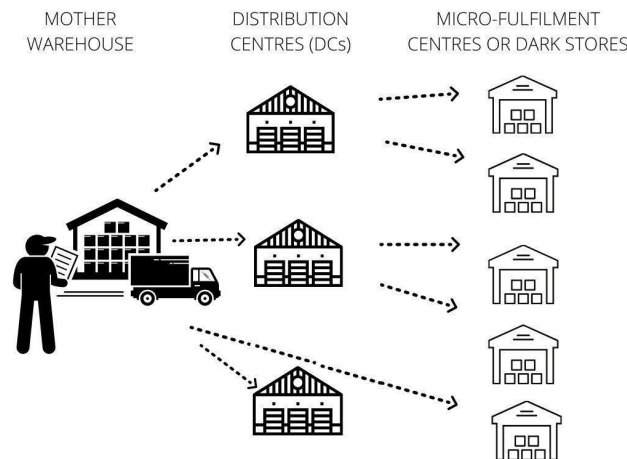 MOTHER
WAREHOUSE
DISTRIBUTION
CENTRES (DCs)
MICRO-FULFILMENT
CENTRES OR DARK STORES